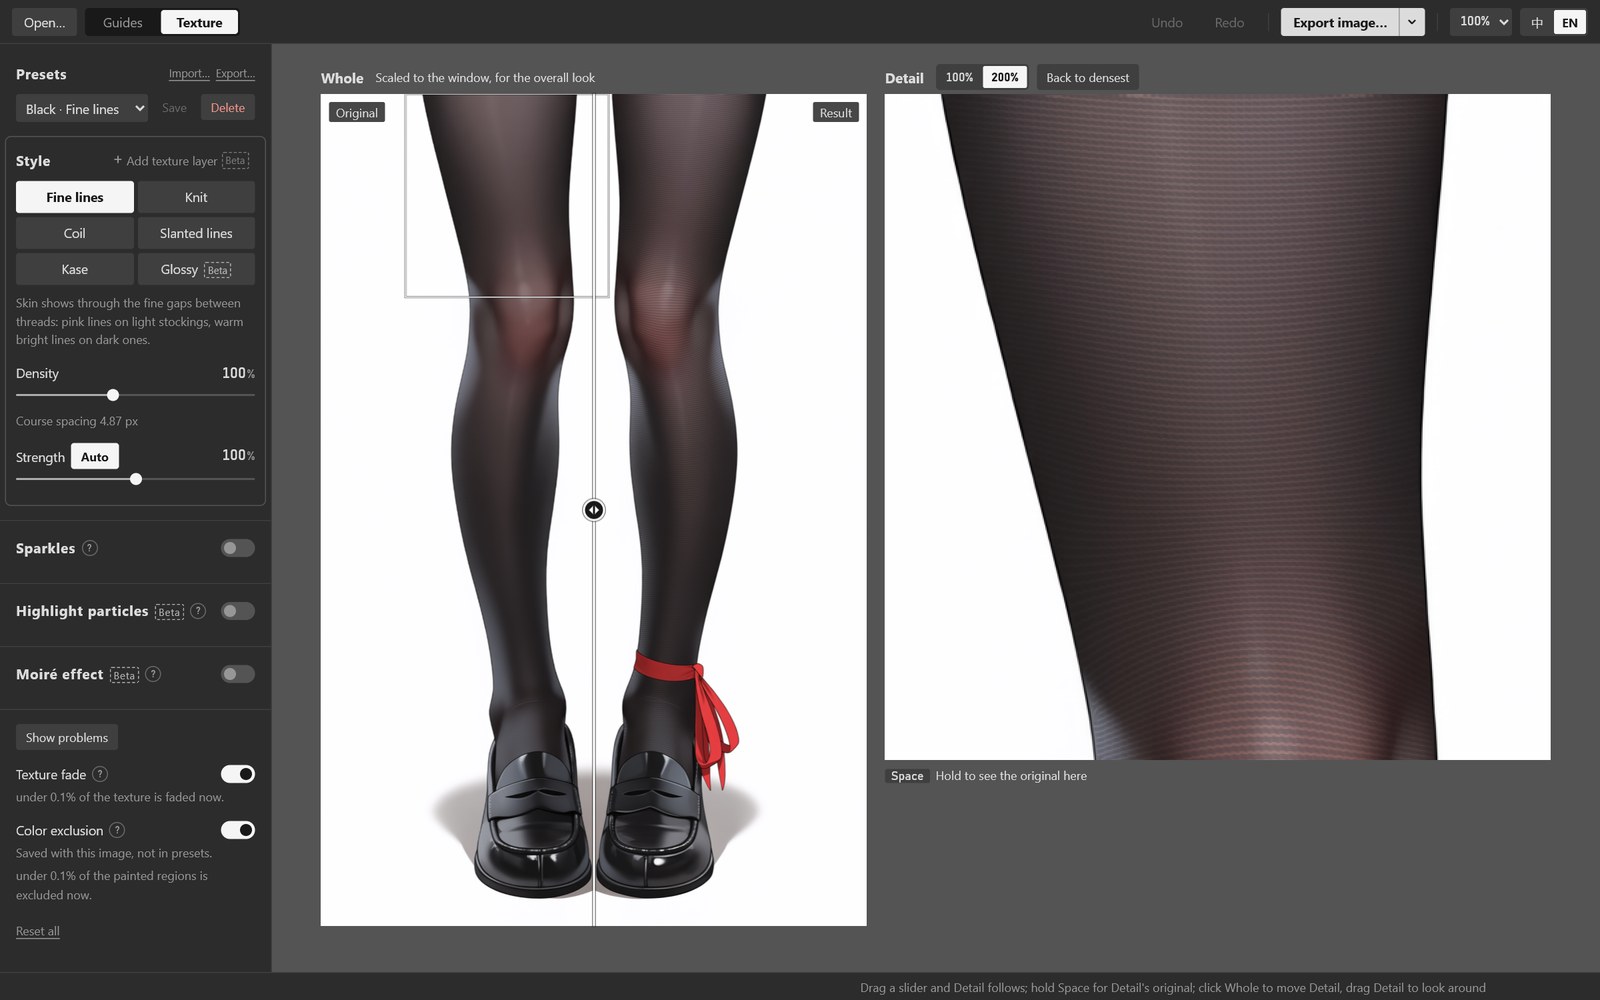 Open...
Guides
Texture
Undo
Redo
Export image...
100%
中
EN
Presets
Import...
Export...
Black · Fine lines
Save
Delete
Style
+ Add texture layer Beta
Fine lines
Knit
Coil
Slanted lines
Kase
Glossy Beta
Skin shows through the fine gaps between
threads: pink lines on light stockings, warm
bright lines on dark ones.
Density
100%
Course spacing 4.87 px
Strength
Auto
100%
Sparkles ?
Highlight particles Beta ?
Moiré effect Beta ?
Show problems
Texture fade ?
under 0.1% of the texture is faded now.
Color exclusion ?
Saved with this image, not in presets.
under 0.1% of the painted regions is
excluded now.
Reset all
Whole Scaled to the window, for the overall look
Original
Result
Detail
100%
200%
Back to densest
Space Hold to see the original here
Drag a slider and Detail follows; hold Space for Detail's original; click Whole to move Detail, drag Detail to look around